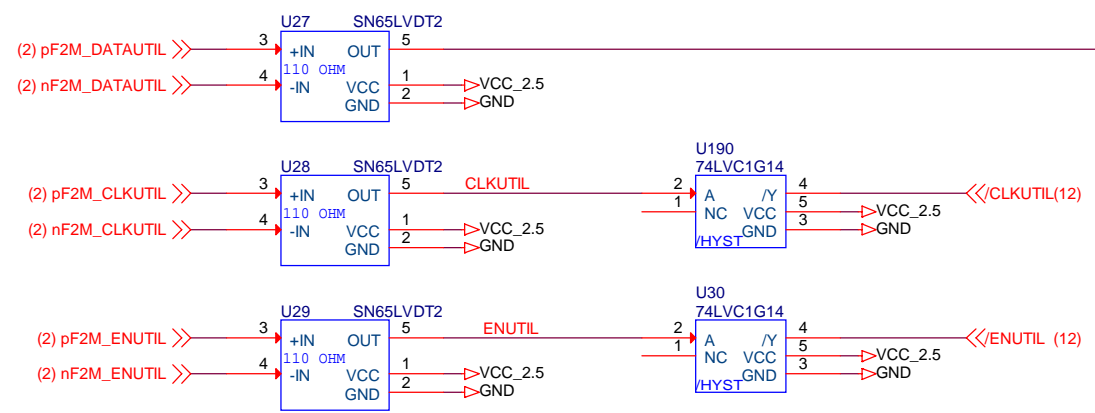 U27 SN65LVDT2
(2) pF2M_DATAUTIL 3 +IN OUT 5
110 OHM
(2) nF2M_DATAUTIL 4 -IN VCC 1 VCC_2.5
GND 2 GND
U190
74LVC1G14
U28 SN65LVDT2
(2) pF2M_CLKUTIL 3 +IN OUT 5 CLKUTIL 2 A /Y 4 /CLKUTIL(12)
110 OHM 1 NC VCC 5 VCC_2.5
(2) nF2M_CLKUTIL 4 -IN VCC 1 VCC_2.5 /HYST GND 3 GND
GND 2 GND
U30
74LVC1G14
U29 SN65LVDT2
(2) pF2M_ENUTIL 3 +IN OUT 5 ENUTIL 2 A /Y 4 /ENUTIL (12)
110 OHM 1 NC VCC 5 VCC_2.5
(2) nF2M_ENUTIL 4 -IN VCC 1 VCC_2.5 /HYST GND 3 GND
GND 2 GND